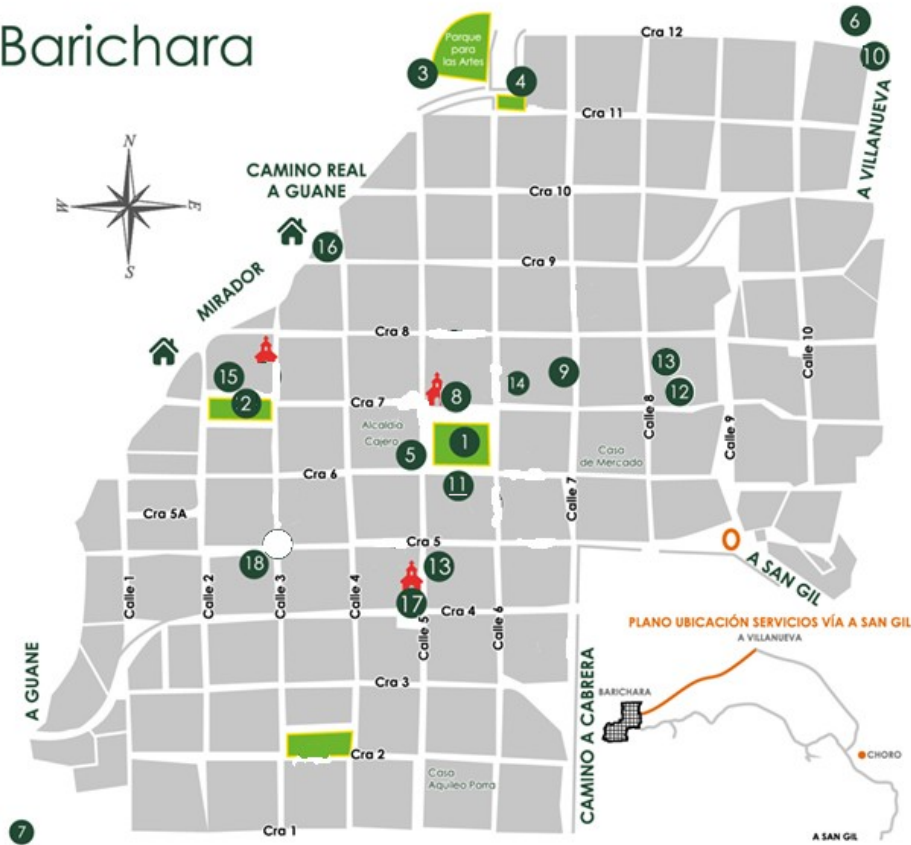 Barichara
Parque
para
las Artes
Cra 12
6
10
3
4
Cra 11
A VILLANUEVA
N
W
E
S
CAMINO REAL
A GUANE
Cra 10
16
Cra 9
MIRADOR
Cra 8
Calle 10
15
2
14
9
13
12
8
Cra 7
Calle 8
Calle 9
Alcaldia
Cajero
5
1
Casa
de Mercado
Cra 6
11
Calle 7
Cra 5A
Cra 5
18
13
17
A SAN GIL
Calle 1
Calle 2
Calle 3
Calle 4
Calle 5
Calle 6
Cra 4
PLANO UBICACIÓN SERVICIOS VÍA A SAN GIL
A VILLANUEVA
BARICHARA
CHORO
A SAN GIL
A GUANE
Cra 3
CAMINO A CABRERA
Cra 2
Casa
Aquileo Parra
Cra 1
7